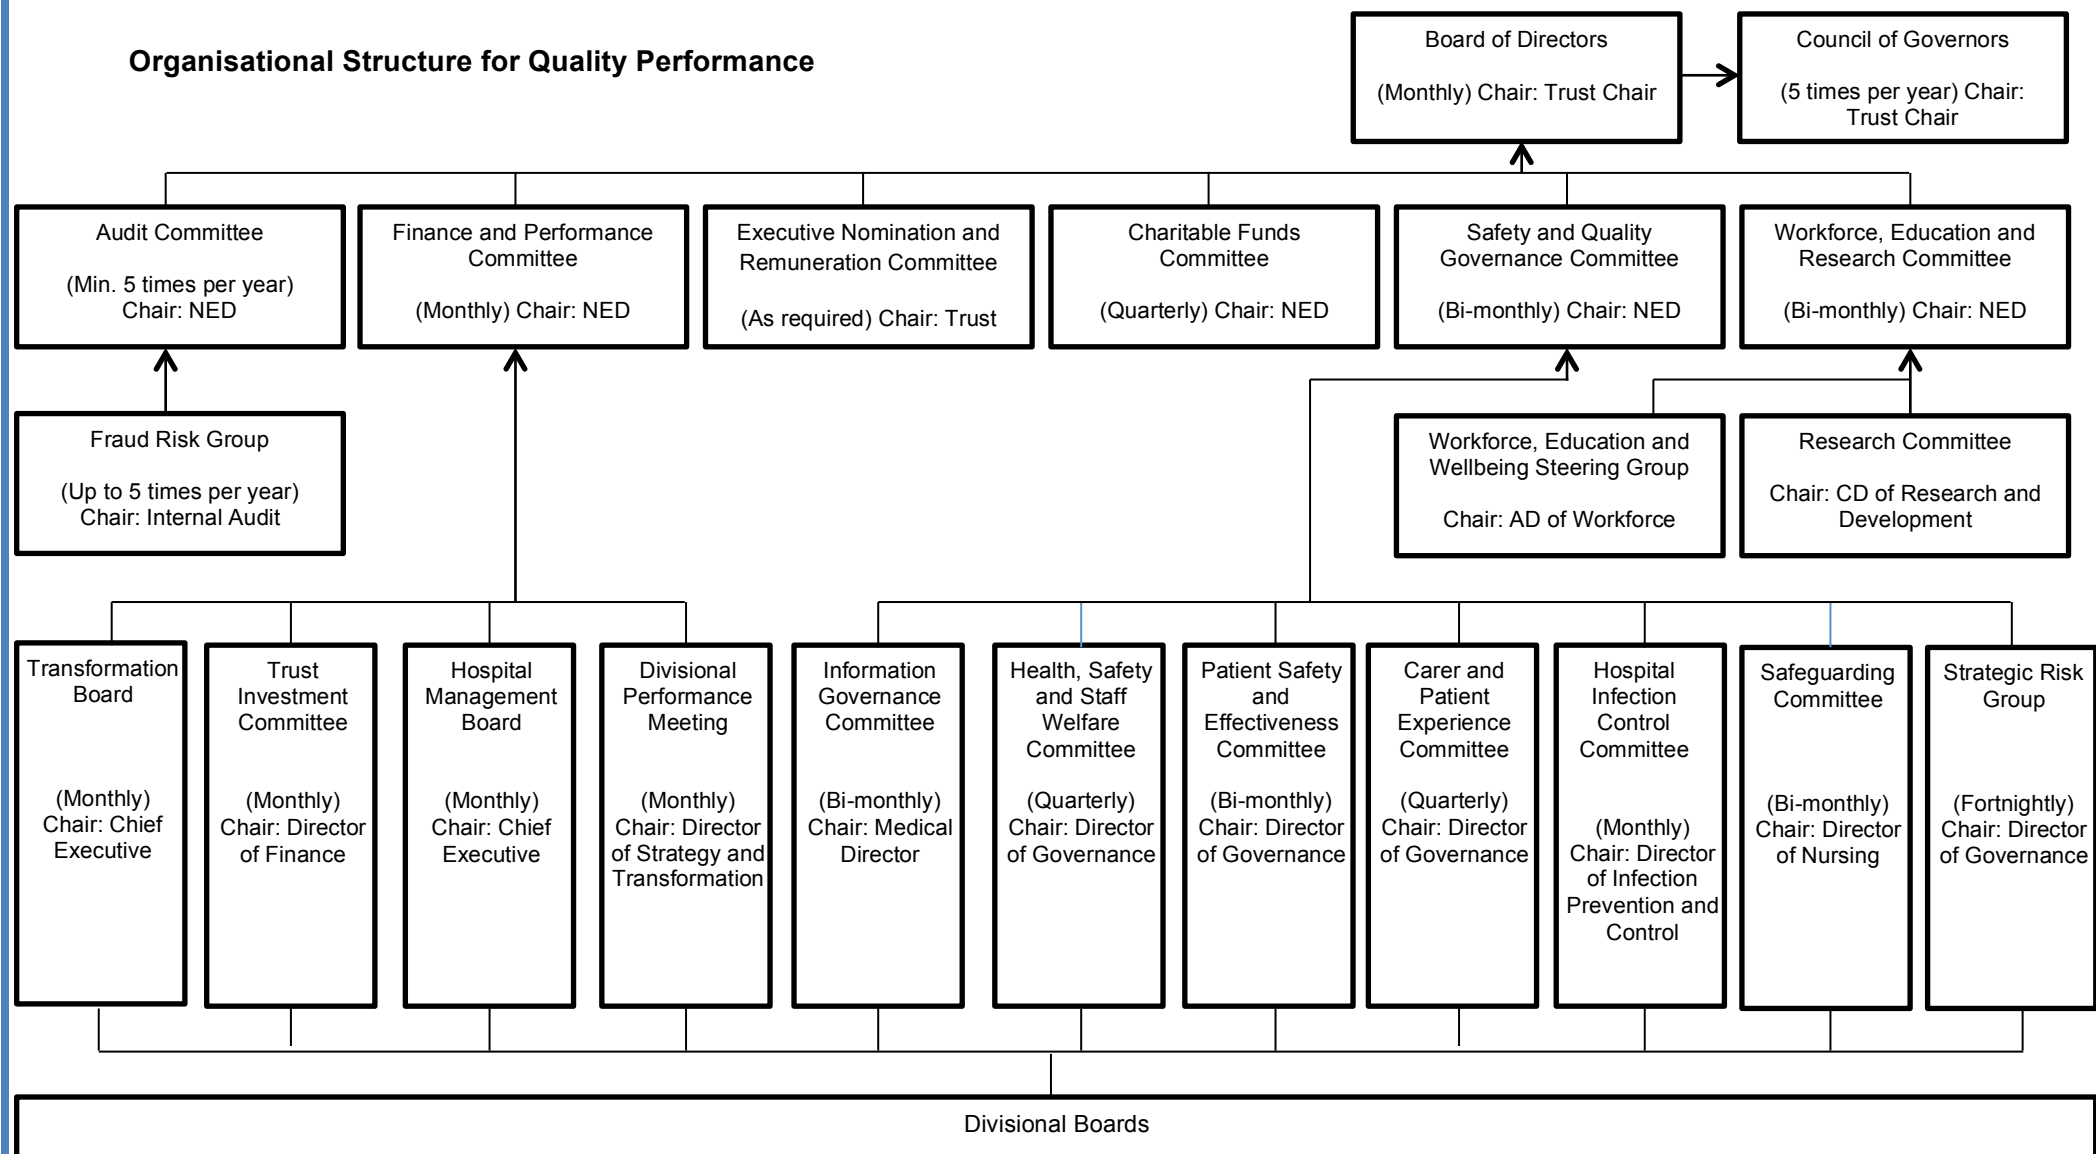 Organisational Structure for Quality Performance
Board of Directors
(Monthly) Chair: Trust Chair
Council of Governors
(5 times per year) Chair:
Trust Chair
Audit Committee
(Min. 5 times per year)
Chair: NED
Finance and Performance
Committee
(Monthly) Chair: NED
Executive Nomination and
Remuneration Committee
(As required) Chair: Trust
Charitable Funds
Committee
(Quarterly) Chair: NED
Safety and Quality
Governance Committee
(Bi-monthly) Chair: NED
Workforce, Education and
Research Committee
(Bi-monthly) Chair: NED
Fraud Risk Group
(Up to 5 times per year)
Chair: Internal Audit
Workforce, Education and
Wellbeing Steering Group
Chair: AD of Workforce
Research Committee
Chair: CD of Research and
Development
Transformation
Board
(Monthly)
Chair: Chief
Executive
Trust
Investment
Committee
(Monthly)
Chair: Director
of Finance
Hospital
Management
Board
(Monthly)
Chair: Chief
Executive
Divisional
Performance
Meeting
(Monthly)
Chair: Director
of Strategy and
Transformation
Information
Governance
Committee
(Bi-monthly)
Chair: Medical
Director
Health, Safety
and Staff
Welfare
Committee
(Quarterly)
Chair: Director
of Governance
Patient Safety
and
Effectiveness
Committee
(Bi-monthly)
Chair: Director
of Governance
Carer and
Patient
Experience
Committee
(Quarterly)
Chair: Director
of Governance
Hospital
Infection
Control
Committee
(Monthly)
Chair: Director
of Infection
Prevention and
Control
Safeguarding
Committee
(Bi-monthly)
Chair: Director
of Nursing
Strategic Risk
Group
(Fortnightly)
Chair: Director
of Governance
Divisional Boards